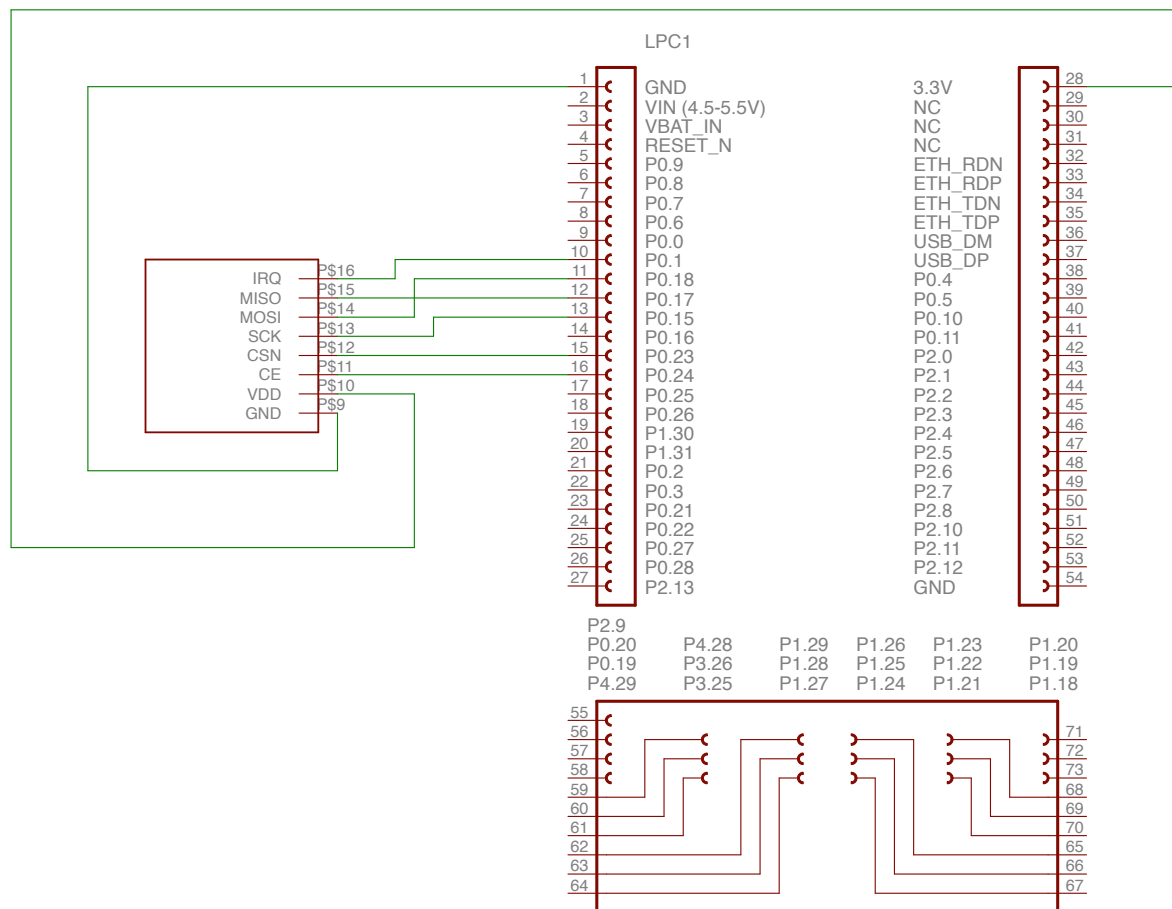 LPC1
1 GND 3.3V 28
2 VIN (4.5-5.5V) NC 29
3 VBAT_IN NC 30
4 RESET_N NC 31
5 P0.9 ETH_RDN 32
6 P0.8 ETH_RDP 33
7 P0.7 ETH_TDN 34
8 P0.6 ETH_TDP 35
9 P0.0 USB_DM 36
10 P0.1 USB_DP 37
IRQ P$16 11 P0.18 P0.4 38
MISO P$15 12 P0.17 P0.5 39
MOSI P$14 13 P0.15 P0.10 40
SCK P$13 14 P0.16 P0.11 41
CSN P$12 15 P0.23 P2.0 42
CE P$11 16 P0.24 P2.1 43
VDD P$10 17 P0.25 P2.2 44
GND P$9 18 P0.26 P2.3 45
19 P1.30 P2.4 46
20 P1.31 P2.5 47
21 P0.2 P2.6 48
22 P0.3 P2.7 49
23 P0.21 P2.8 50
24 P0.22 P2.10 51
25 P0.27 P2.11 52
26 P0.28 P2.12 53
27 P2.13 GND 54
P2.9
P0.20 P4.28 P1.29 P1.26 P1.23 P1.20
P0.19 P3.26 P1.28 P1.25 P1.22 P1.19
P4.29 P3.25 P1.27 P1.24 P1.21 P1.18
55
56 71
57 72
58 73
59 68
60 69
61 70
62 65
63 66
64 67